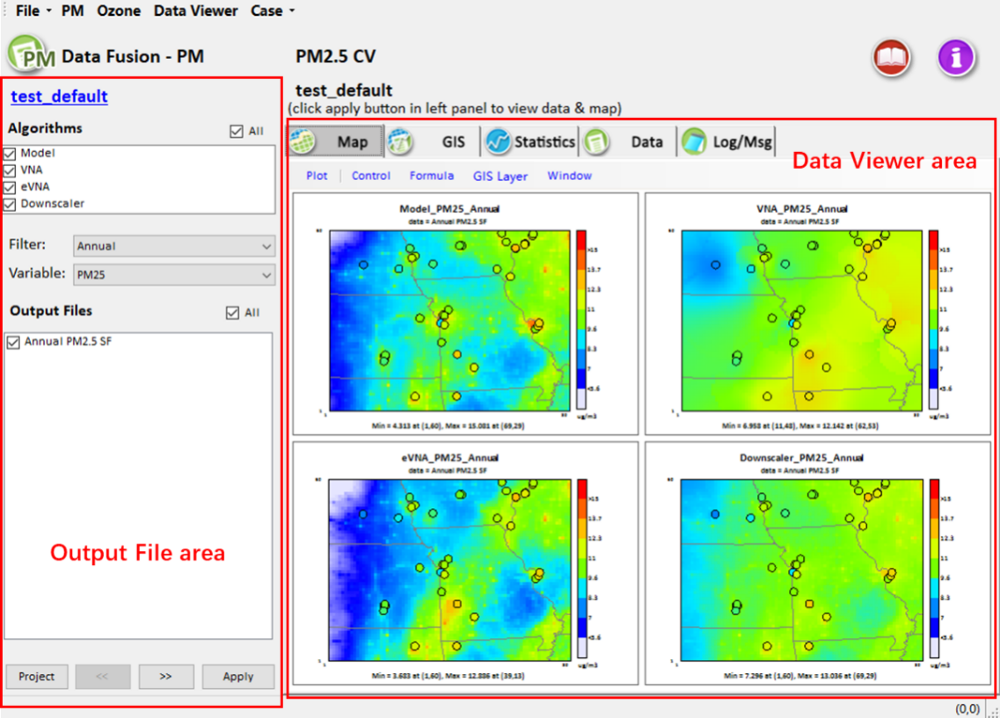 File PM Ozone Data Viewer Case
PM Data Fusion - PM
PM2.5 CV
test_default
(click apply button in left panel to view data & map)
test_default
Algorithms
All
Model
VNA
eVNA
Downscaler
Filter: Annual
Variable: PM25
Output Files
All
Annual PM2.5 SF
Output File area
Project << >> Apply
Map GIS Statistics Data Log/Msg
Data Viewer area
Plot Control Formula GIS Layer Window
Model_PM25_Annual
data = Annual PM2.5 SF
>15
13.7
12.3
11
9.6
8.3
7
<5.6
ug/m3
Min = 4.313 at (1,60), Max = 15.081 at (69,29)
VNA_PM25_Annual
data = Annual PM2.5 SF
>15
13.7
12.3
11
9.6
8.3
7
<5.6
ug/m3
Min = 6.958 at (11,48), Max = 12.142 at (62,53)
eVNA_PM25_Annual
data = Annual PM2.5 SF
>15
13.7
12.3
11
9.6
8.3
7
<5.6
ug/m3
Min = 3.683 at (1,60), Max = 12.886 at (39,13)
Downscaler_PM25_Annual
data = Annual PM2.5 SF
>15
13.7
12.3
11
9.6
8.3
7
<5.6
ug/m3
Min = 7.296 at (1,60), Max = 13.036 at (69,29)
(0,0)